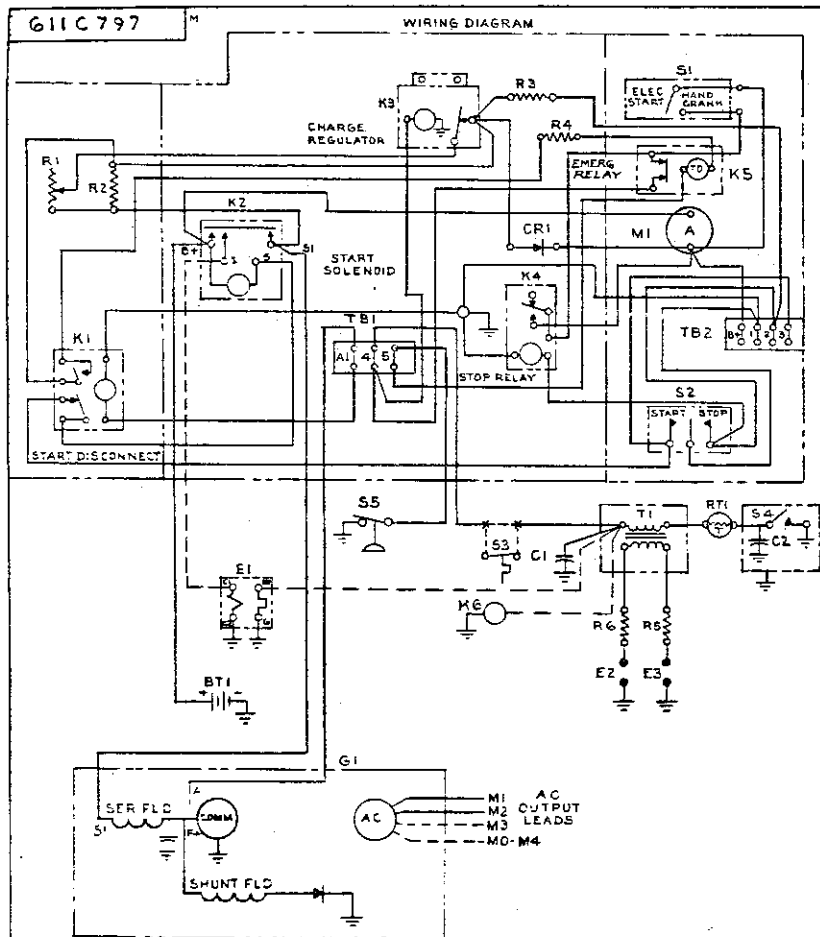 611C797
M
WIRING DIAGRAM
S1
ELEC START
HAND CRANK
K3
R3
CHARGE REGULATOR
R4
EMERG RELAY
TD
K5
R1
R2
K2
B+
S1
S
START SOLENOID
CR1
M1
A
K4
TB1
A1 4 5
STOP RELAY
TB2
B+ 1 2 3
K1
S2
START STOP
START DISCONNECT
S5
S3
C1
T1
RT1
T
S4
C2
E1
K6
R6
R5
E2
E3
BT1
+ -
G1
A
SER FLD
S1
COMM
F+
SHUNT FLD
AC
M1
M2
M3
M0-M4
AC OUTPUT LEADS